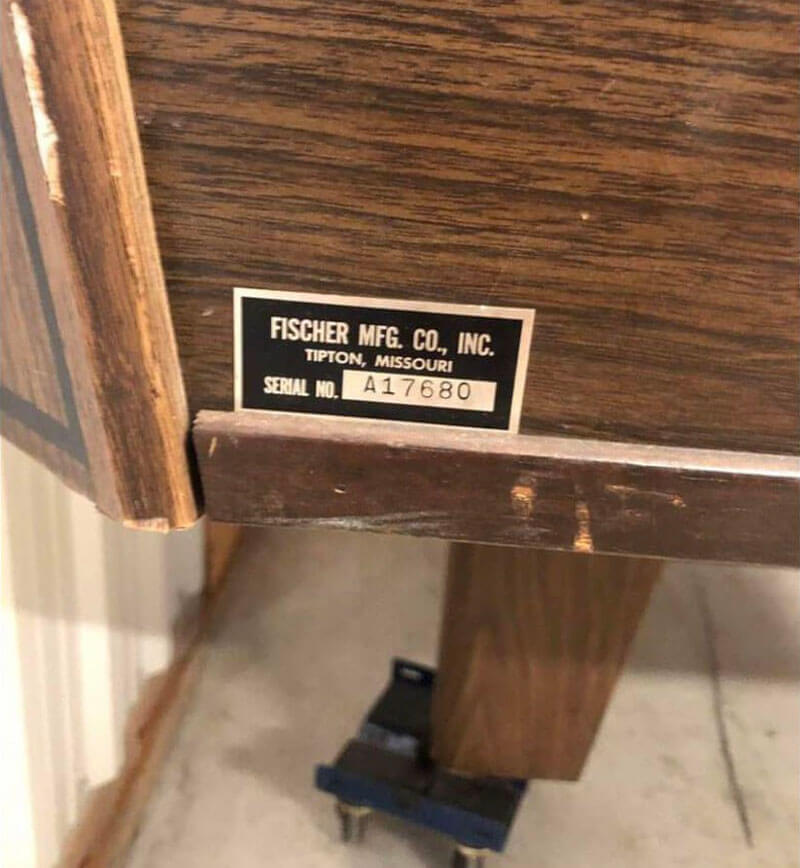 FISCHER MFG. CO., INC.
TIPTON, MISSOURI
SERIAL NO. A17680